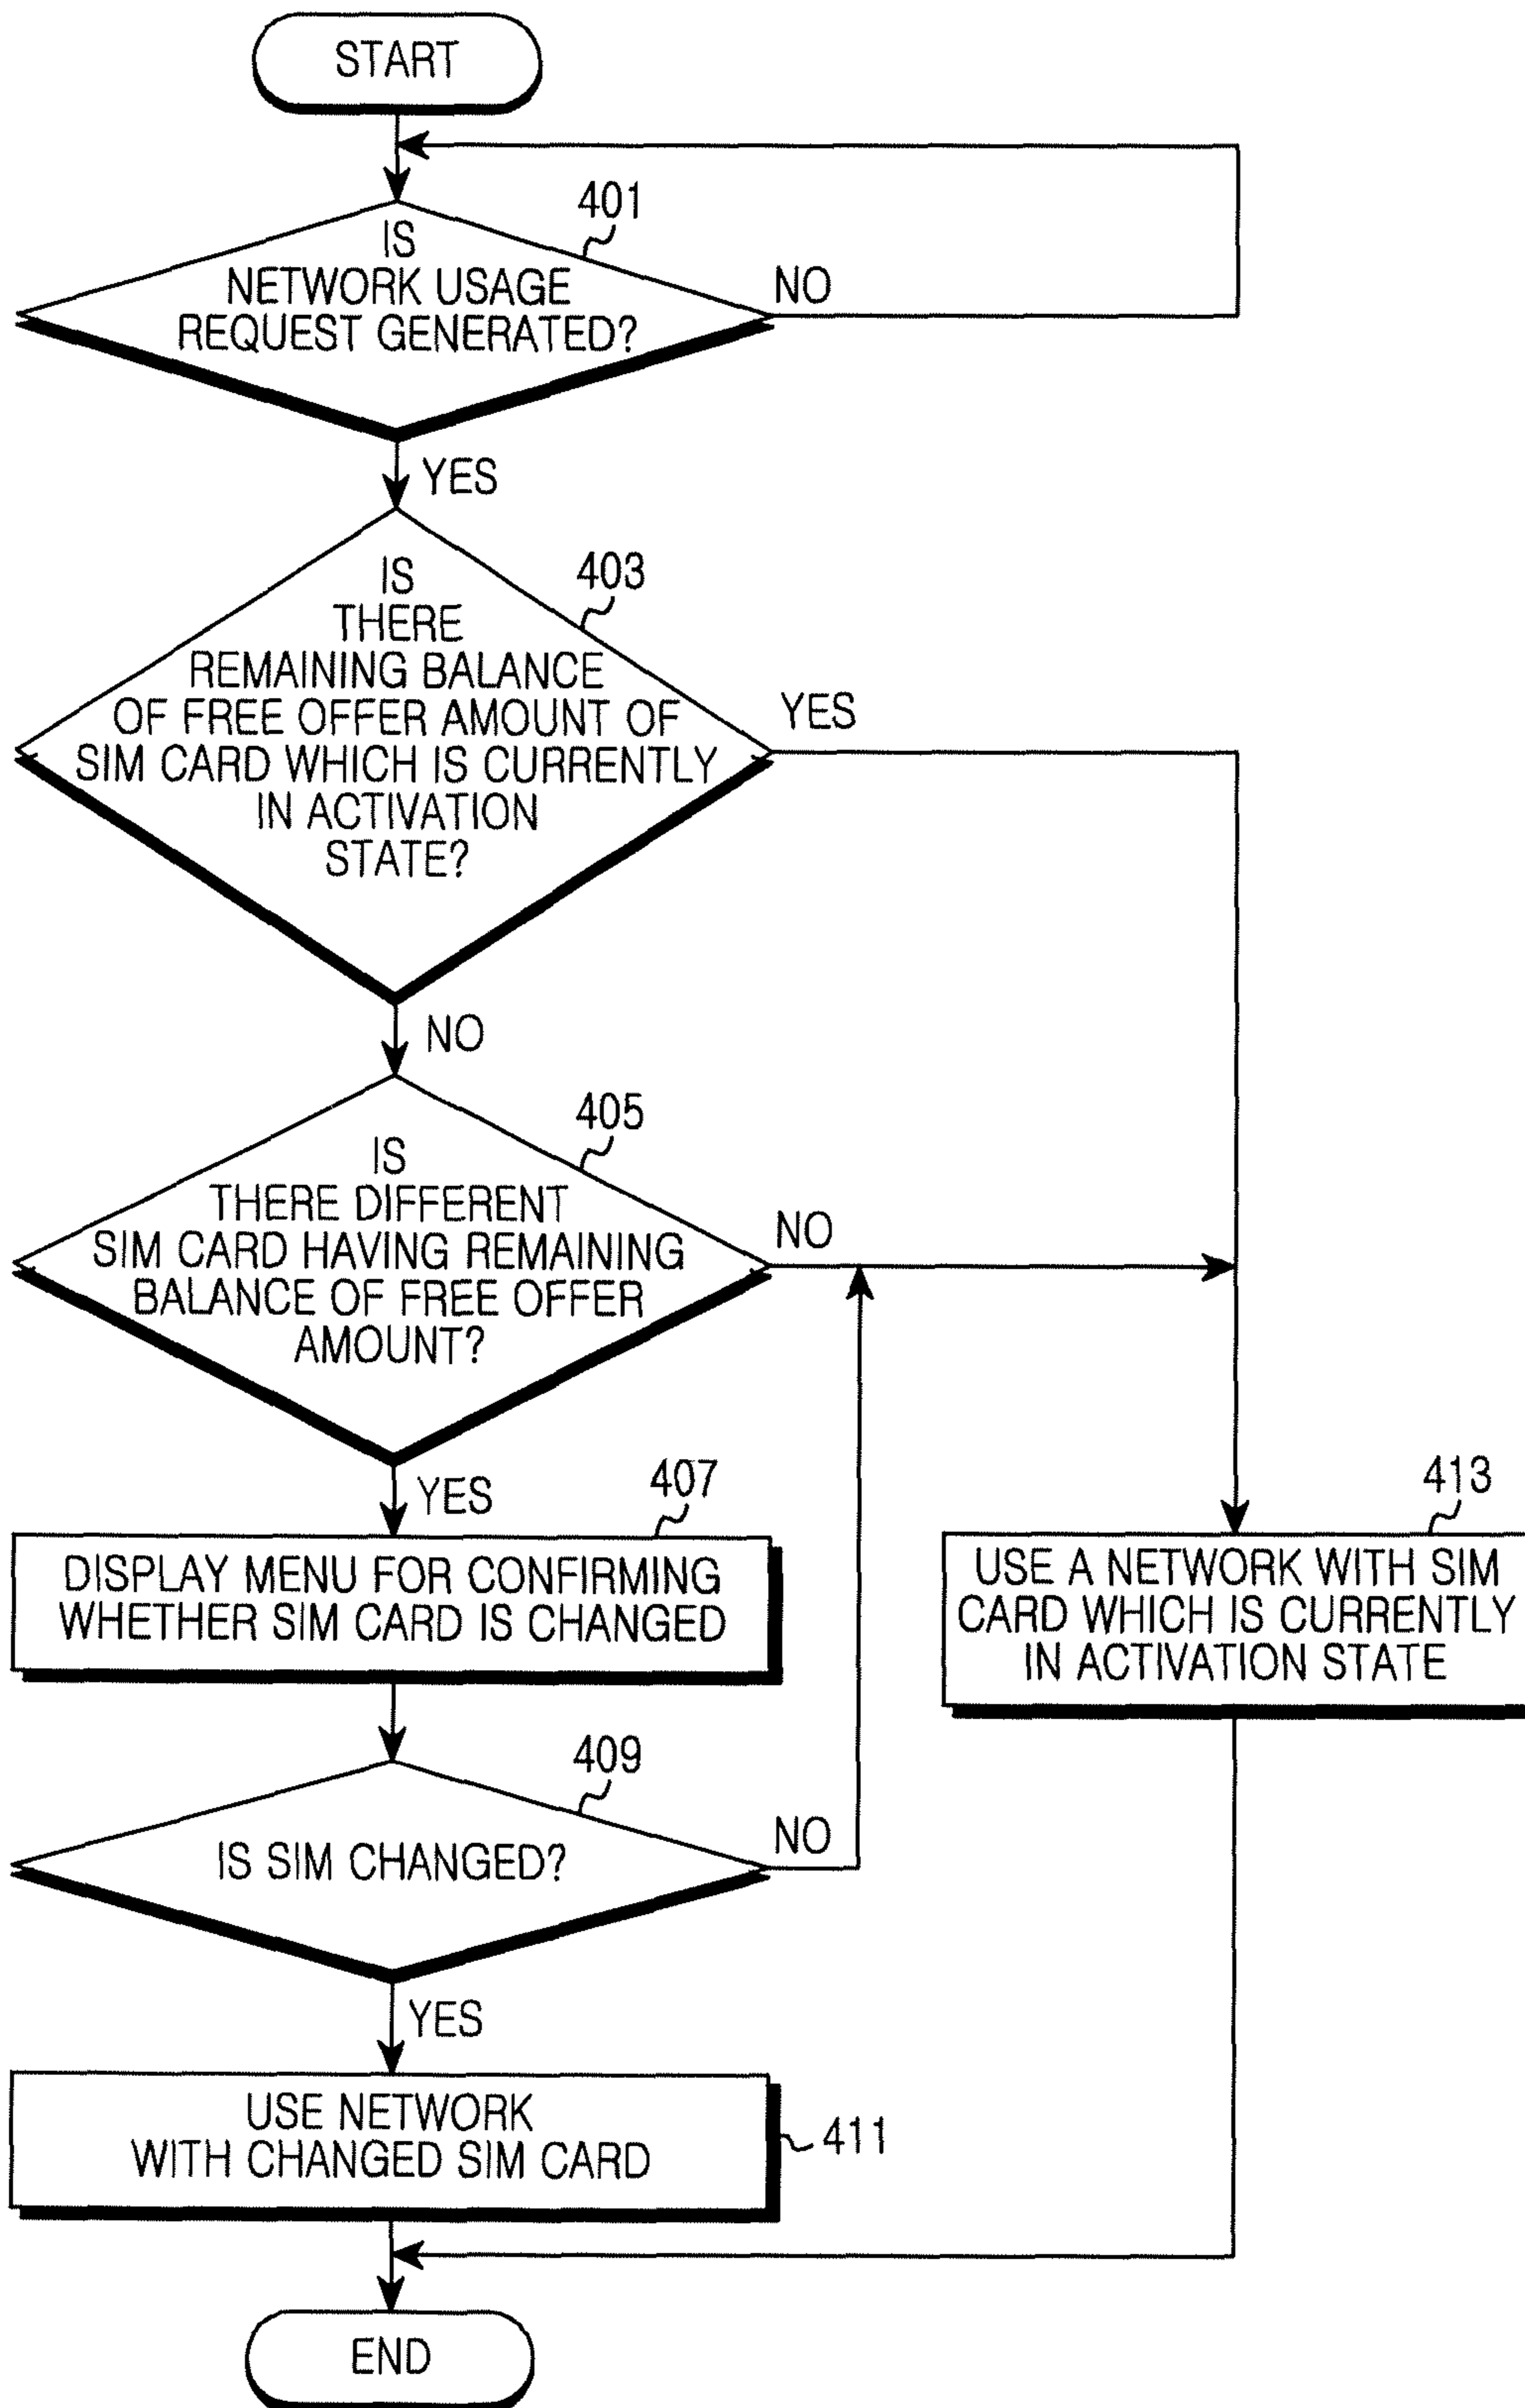 START
401
IS
NETWORK USAGE
REQUEST GENERATED?
NO
YES
403
IS
THERE
REMAINING BALANCE
OF FREE OFFER AMOUNT OF
SIM CARD WHICH IS CURRENTLY
IN ACTIVATION
STATE?
YES
NO
405
IS
THERE DIFFERENT
SIM CARD HAVING REMAINING
BALANCE OF FREE OFFER
AMOUNT?
NO
YES
407
DISPLAY MENU FOR CONFIRMING
WHETHER SIM CARD IS CHANGED
413
USE A NETWORK WITH SIM
CARD WHICH IS CURRENTLY
IN ACTIVATION STATE
409
IS SIM CHANGED?
NO
YES
USE NETWORK
WITH CHANGED SIM CARD
411
END